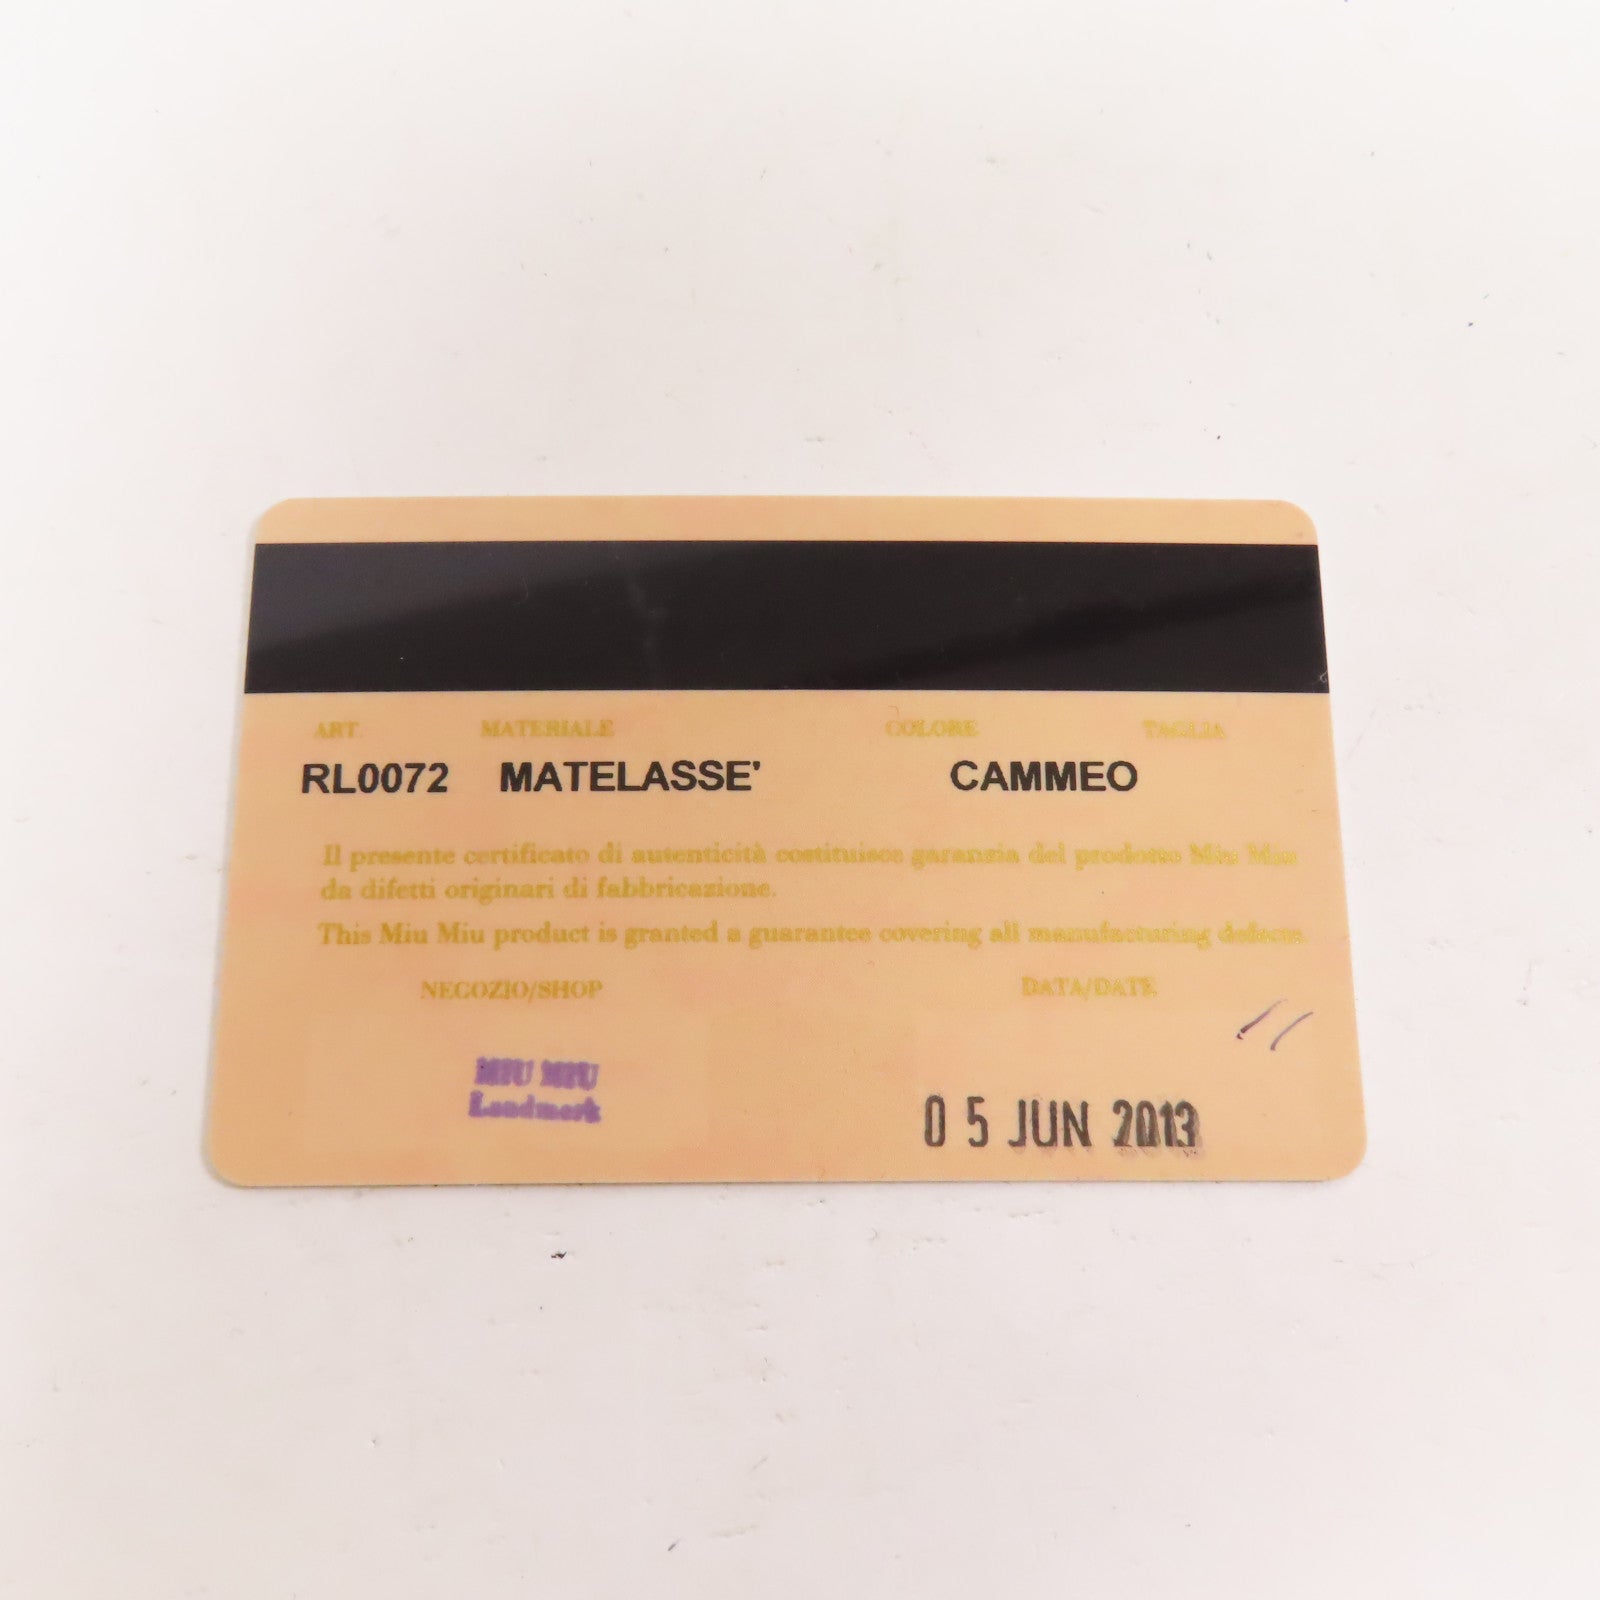 ART. MATERIALE COLORE TAGLIA
RL0072 MATELASSE' CAMMEO
Il presente certificato di autenticità costituisce garanzia del prodotto Miu Miu
da difetti originari di fabbricazione.
This Miu Miu product is granted a guarantee covering all manufacturing defects.
NEGOZIO/SHOP DATA/DATE
MIU MIU
Landmark
05 JUN 2013